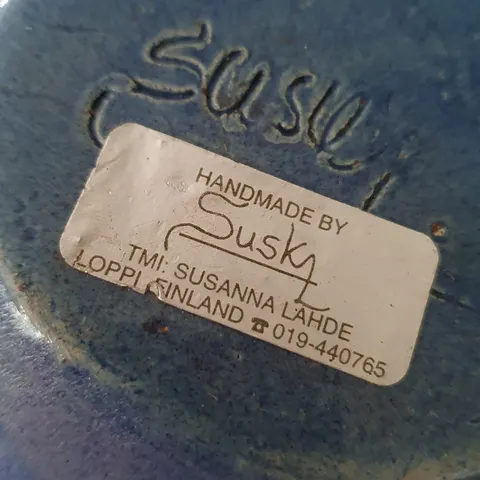 Susky
HANDMADE BY
Susky
TMI: SUSANNA LAHDE
LOPPI FINLAND ☎ 019-440765